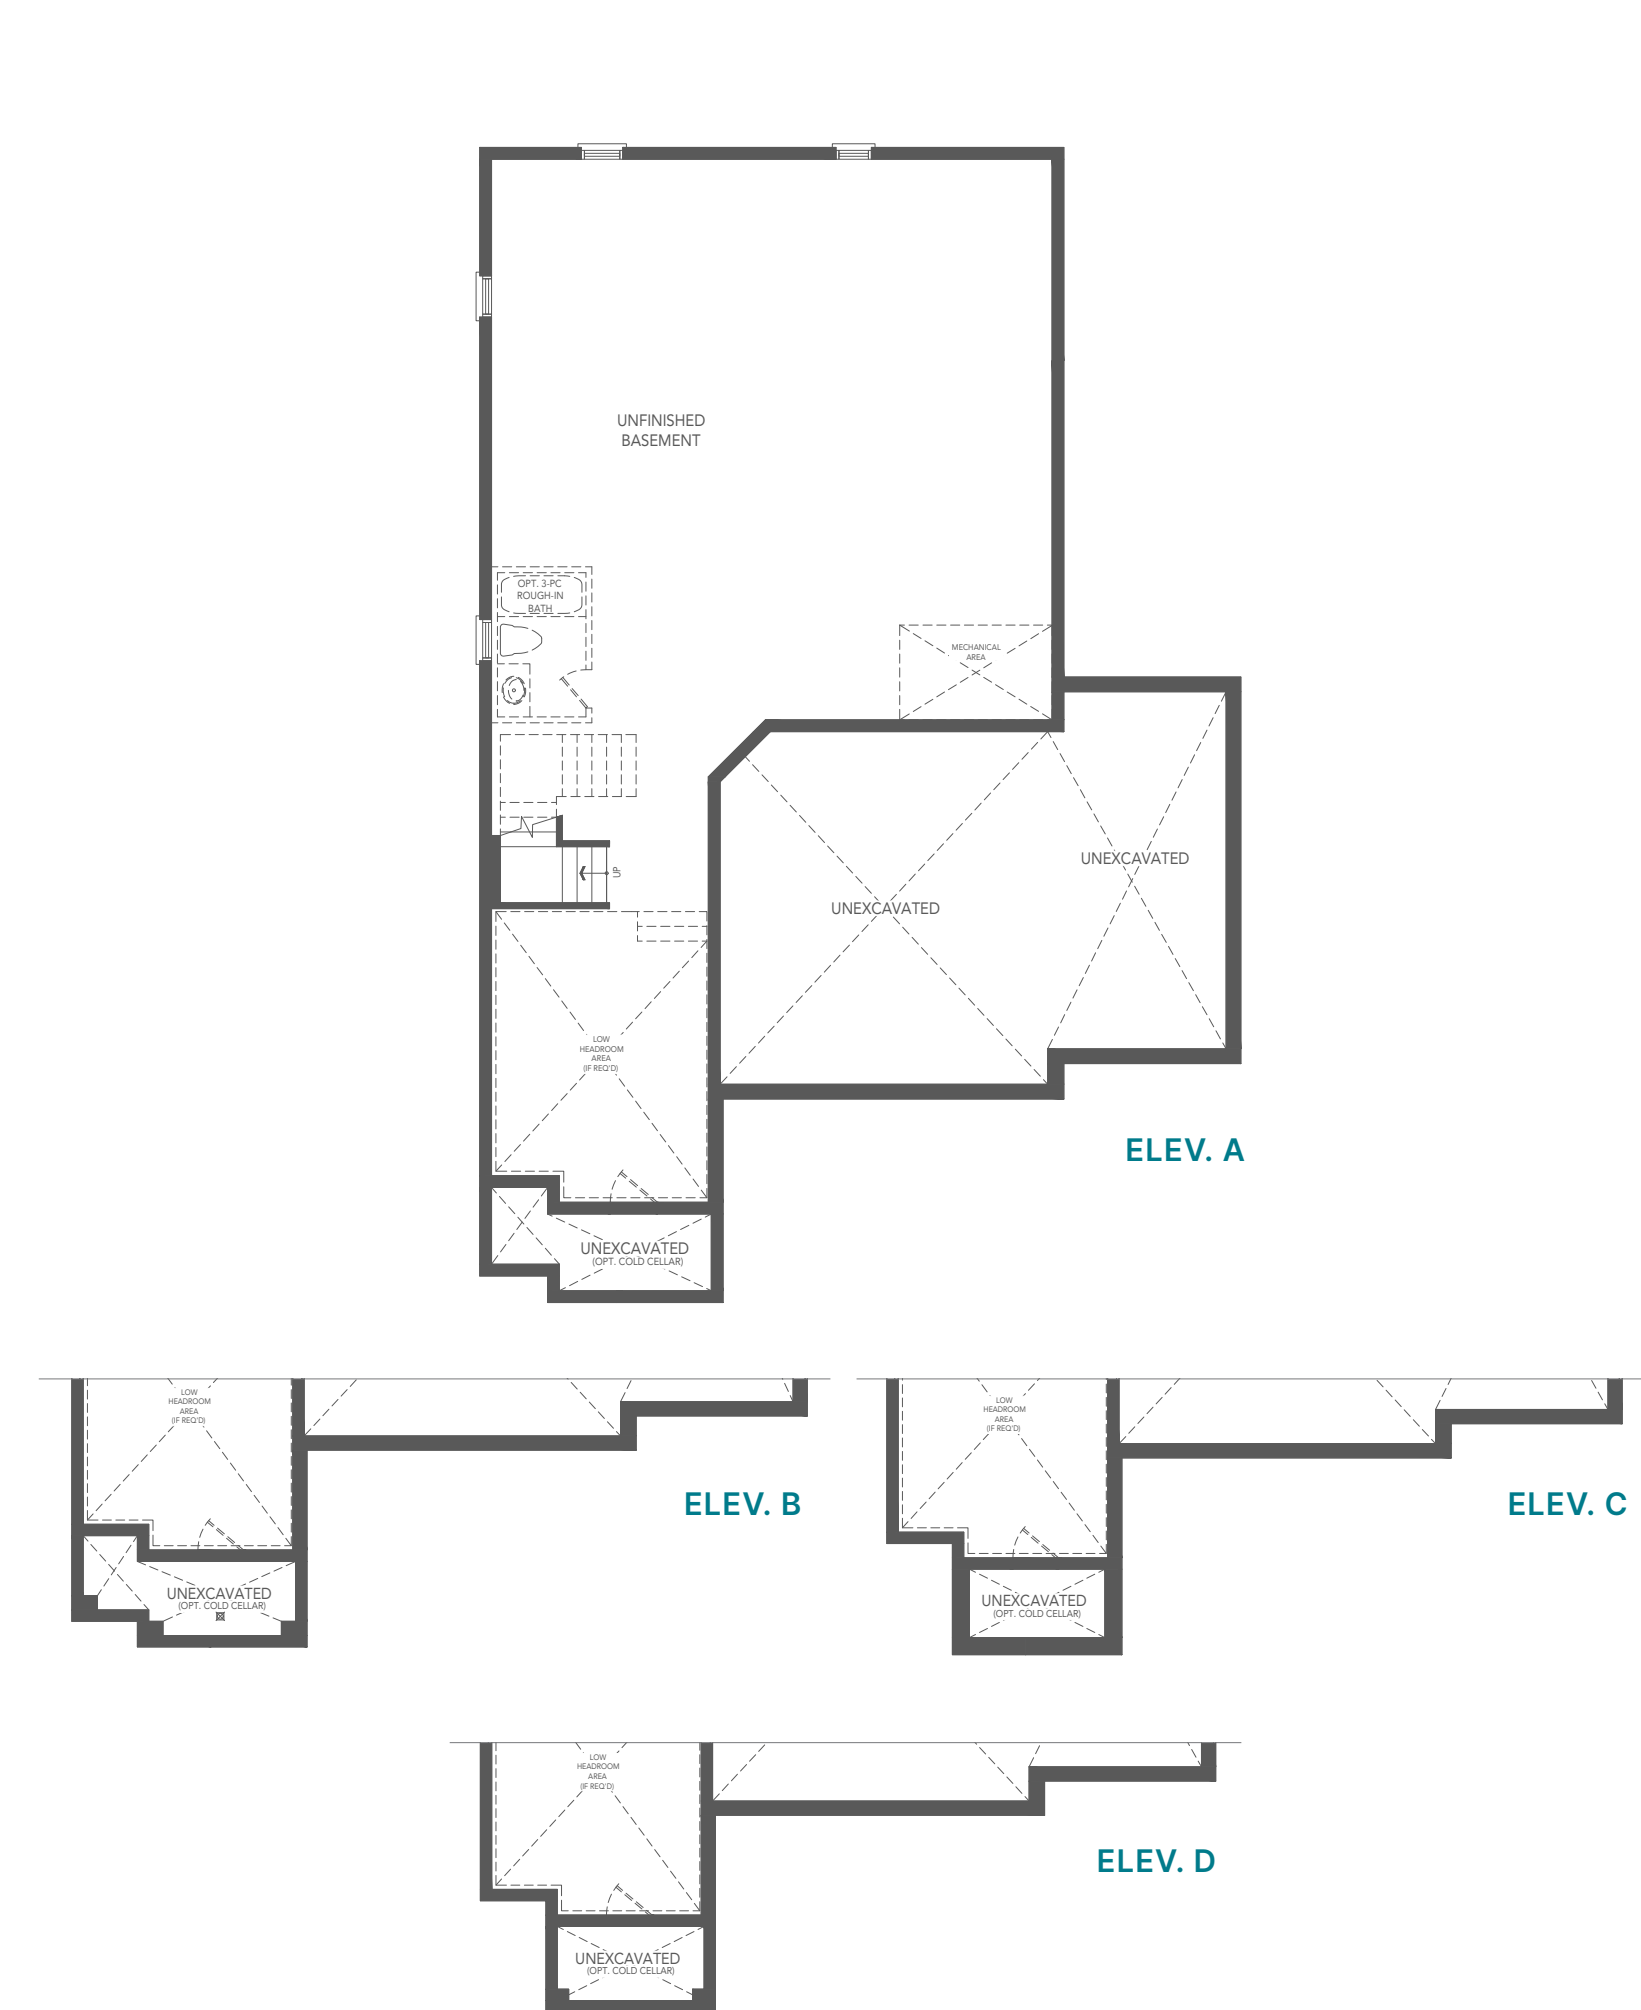 UNFINISHED
BASEMENT
OPT. 3-PC
ROUGH-IN
BATH
MECHANICAL
AREA
UP
UNEXCAVATED
UNEXCAVATED
LOW
HEADROOM
AREA
(IF REQ'D)
ELEV. A
UNEXCAVATED
(OPT. COLD CELLAR)
LOW
HEADROOM
AREA
(IF REQ'D)
ELEV. B
UNEXCAVATED
(OPT. COLD CELLAR)
LOW
HEADROOM
AREA
(IF REQ'D)
ELEV. C
UNEXCAVATED
(OPT. COLD CELLAR)
LOW
HEADROOM
AREA
(IF REQ'D)
ELEV. D
UNEXCAVATED
(OPT. COLD CELLAR)